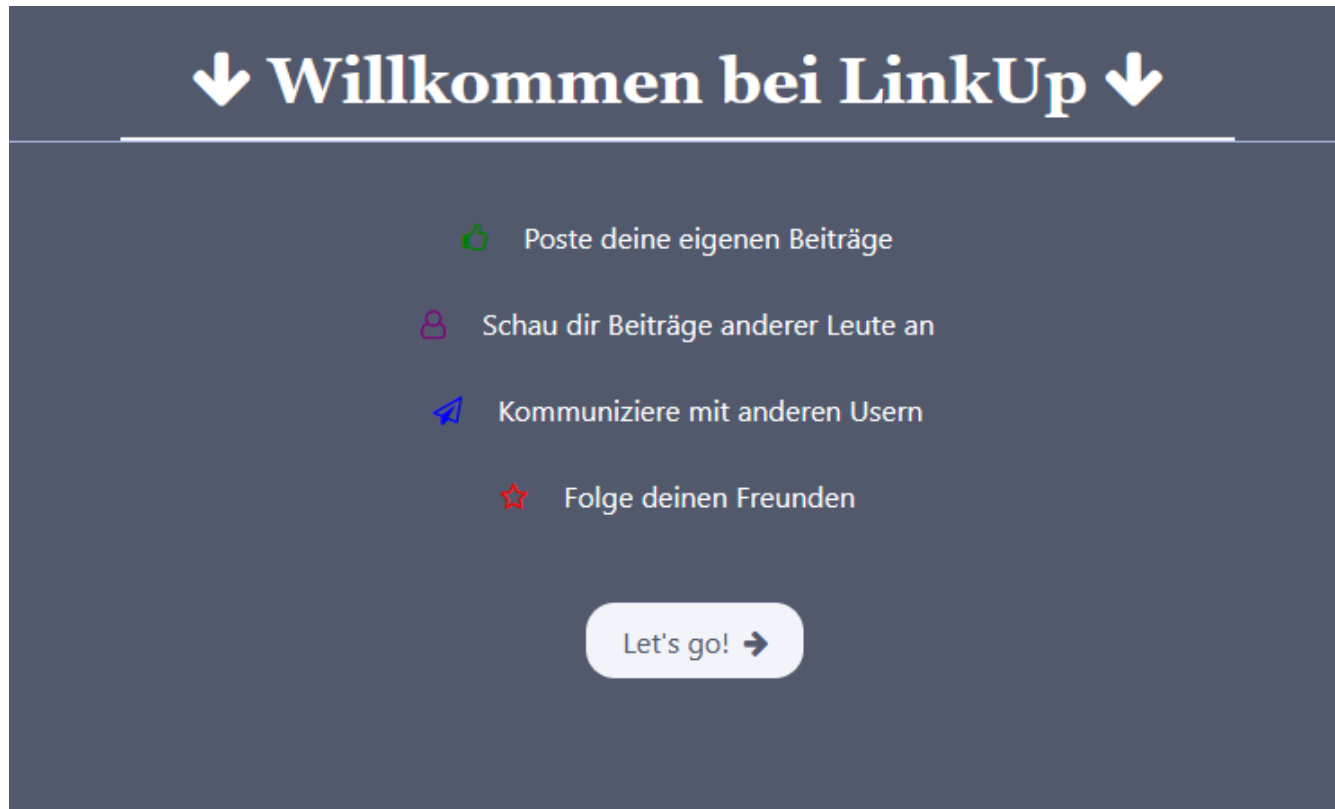 Willkommen bei LinkUp
Poste deine eigenen Beiträge
Schau dir Beiträge anderer Leute an
Kommuniziere mit anderen Usern
Folge deinen Freunden
Let's go!